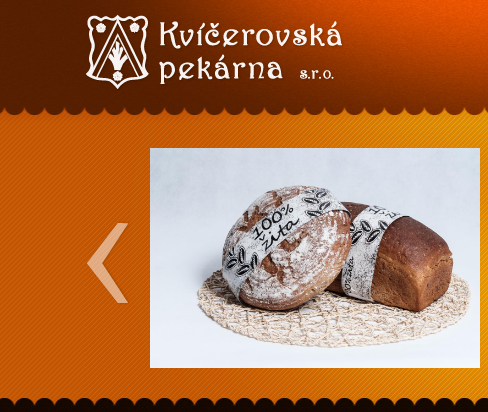 Kvíčerovská
pekárna s.r.o.
100%
žita